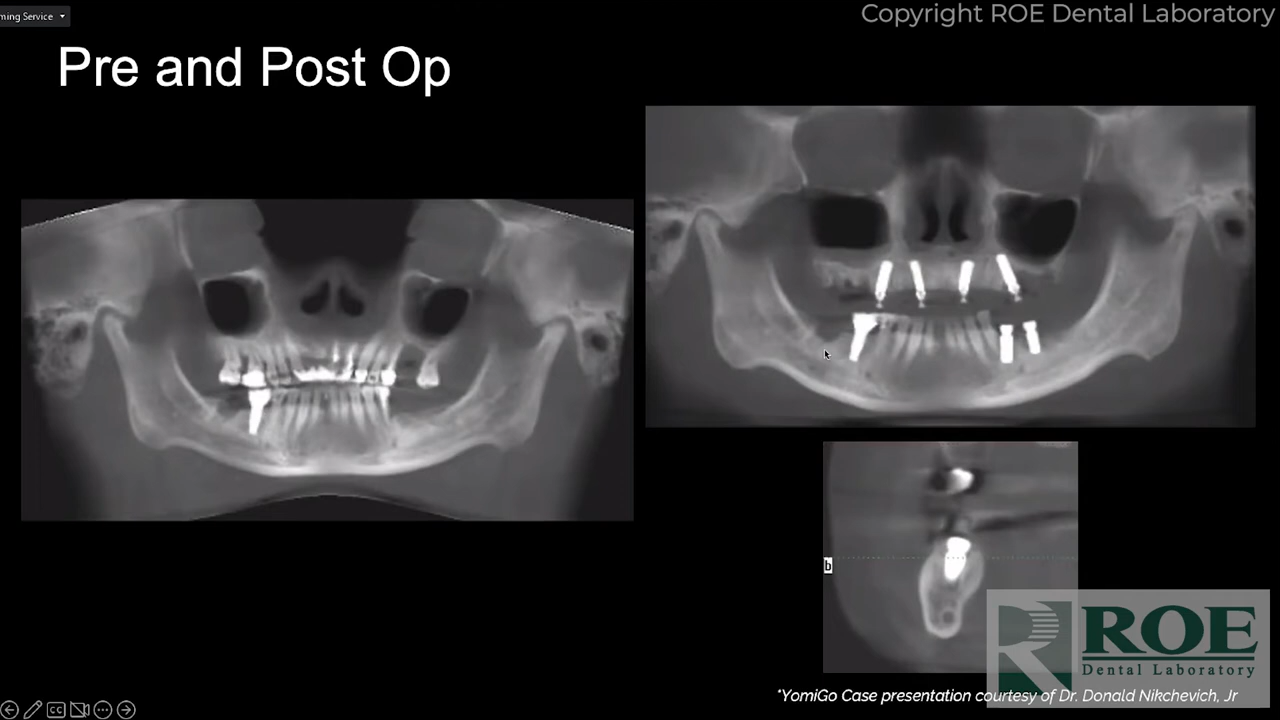 ming Service
Copyright ROE Dental Laboratory
Pre and Post Op
b
ROE
Dental Laboratory
*YomiGo Case presentation courtesy of Dr. Donald Nikchevich, Jr
CC